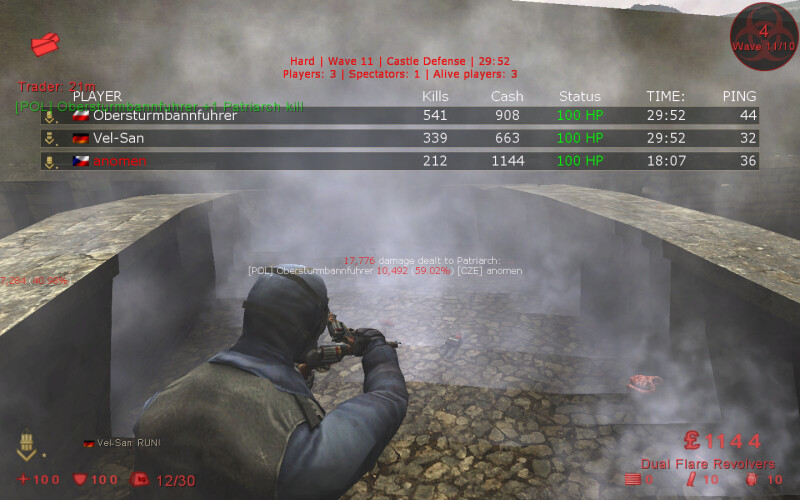 Hard | Wave 11 | Castle Defense | 29:52
Players: 3 | Spectators: 1 | Alive players: 3
4
Wave 11/10
Trader: 21m
[POL] Obersturmbannfuhrer +1 Patriarch kill
PLAYER Kills Cash Status TIME: PING
Obersturmbannfuhrer 541 908 100 HP 29:52 44
Vel-San 339 663 100 HP 29:52 32
anomen 212 1144 100 HP 18:07 36
17,776 damage dealt to Patriarch:
[POL] Obersturmbannfuhrer 10,492 (59.02%) [CZE] anomen
Vel-San: RUN!
£1144
Dual Flare Revolvers
100 100 12/30
0 10 10